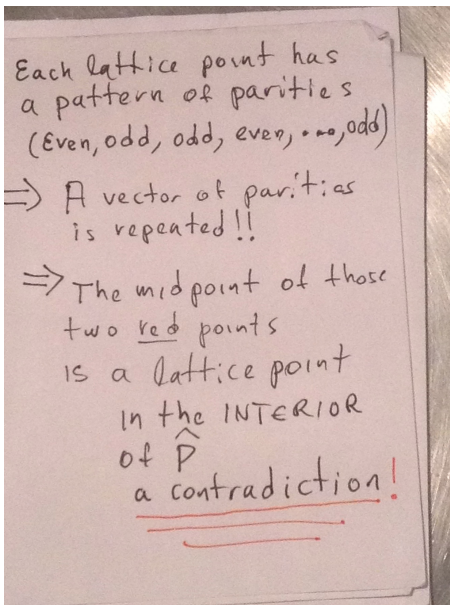 Each lattice point has
a pattern of parities
(Even, odd, odd, even, ..., odd)
⇒ A vector of parities
is repeated!!
⇒ The midpoint of those
two red points
is a lattice point
in the INTERIOR
of P̂
a contradiction!